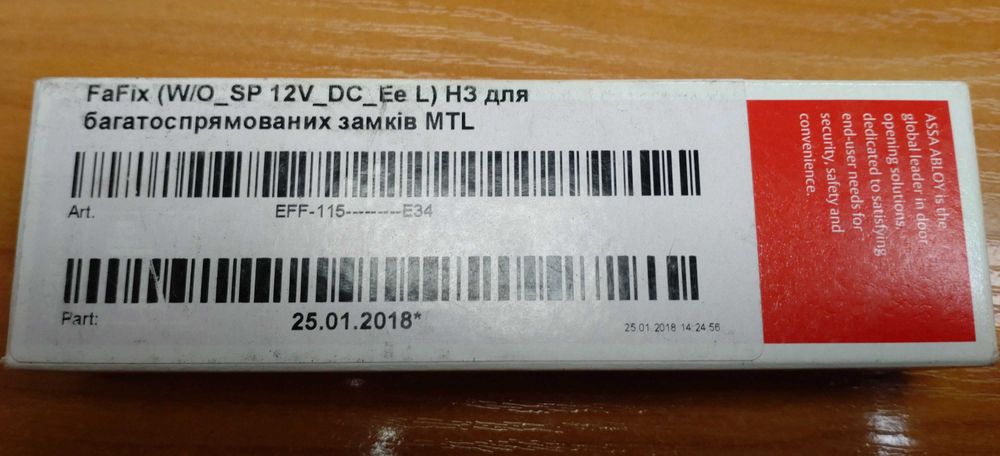 FaFix (W/O_SP 12V_DC_Ee L) НЗ для
багатоспрямованих замків MTL
Art. EFF-115---------E34
Part: 25.01.2018*
25.01.2018 14:24:56
ASSA ABLOY is the
global leader in door
opening solutions,
dedicated to satisfying
end-user needs for
security, safety and
convenience.